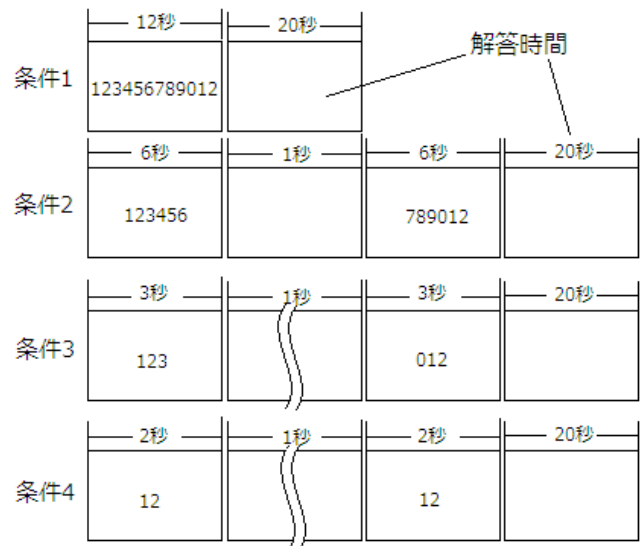 12秒 20秒
解答時間
条件1 123456789012
6秒 1秒 6秒 20秒
条件2 123456 789012
3秒 1秒 3秒 20秒
条件3 123 012
2秒 1秒 2秒 20秒
条件4 12 12